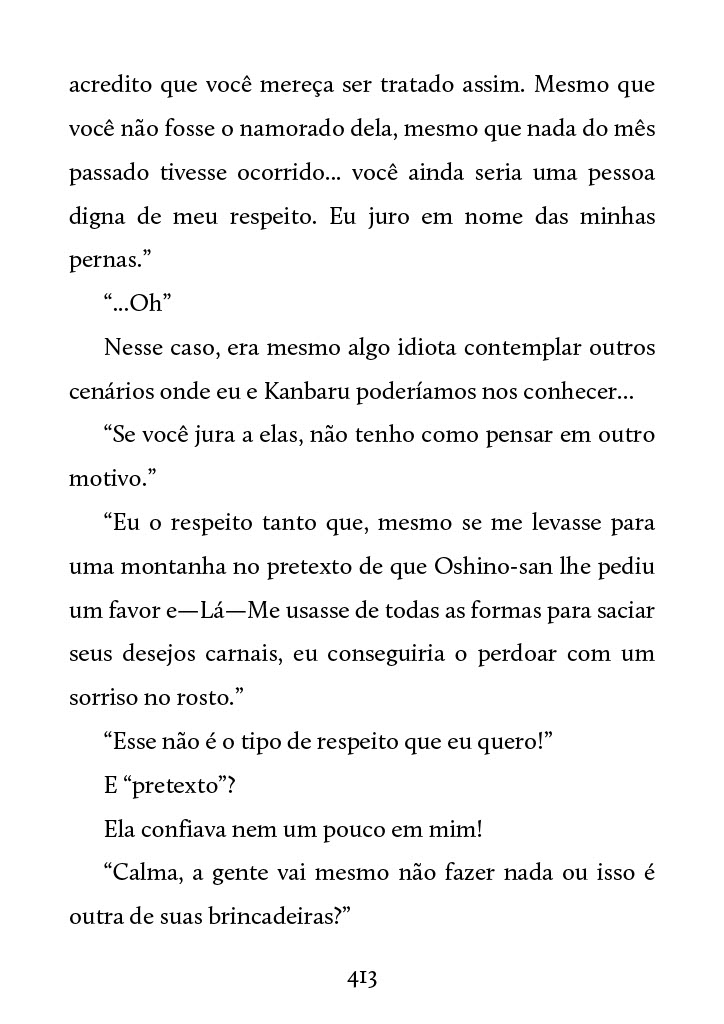 acredito que você mereça ser tratado assim. Mesmo que
você não fosse o namorado dela, mesmo que nada do mês
passado tivesse ocorrido... você ainda seria uma pessoa
digna de meu respeito. Eu juro em nome das minhas
pernas.”
“...Oh”
Nesse caso, era mesmo algo idiota contemplar outros
cenários onde eu e Kanbaru poderíamos nos conhecer...
“Se você jura a elas, não tenho como pensar em outro
motivo.”
“Eu o respeito tanto que, mesmo se me levasse para
uma montanha no pretexto de que Oshino-san lhe pediu
um favor e—Lá—Me usasse de todas as formas para saciar
seus desejos carnais, eu conseguiria o perdoar com um
sorriso no rosto.”
“Esse não é o tipo de respeito que eu quero!”
E “pretexto”?
Ela confiava nem um pouco em mim!
“Calma, a gente vai mesmo não fazer nada ou isso é
outra de suas brincadeiras?”
413